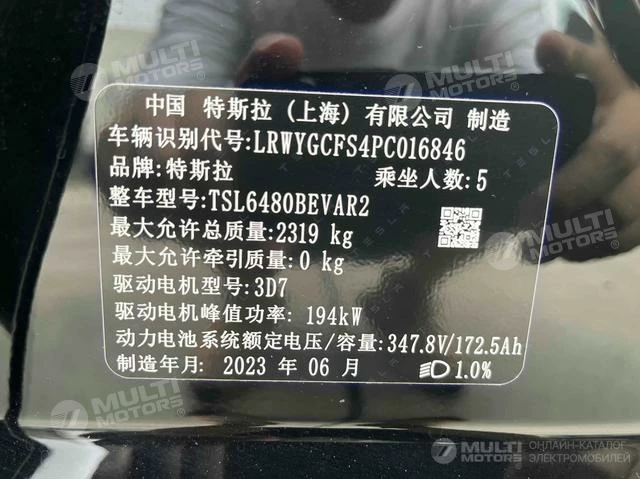 MULTI MOTORS
MULTI MOTORS
中国 特斯拉 (上海) 有限公司 制造
车辆识别代号:LRWYGCFS4PC016846
品牌:特斯拉 乘坐人数:5
整车型号:TSL6480BEVAR2
最大允许总质量:2319 kg
最大允许牵引质量:0 kg
驱动电机型号:3D7
驱动电机峰值功率: 194kW
动力电池系统额定电压/容量:347.8V/172.5Ah
制造年月: 2023 年 06 月 1.0%
MULTI MOTORS
MULTI MOTORS
MULTI MOTORS
ОНЛАЙН-КАТАЛОГ
ЭЛЕКТРОМОБИЛЕЙ